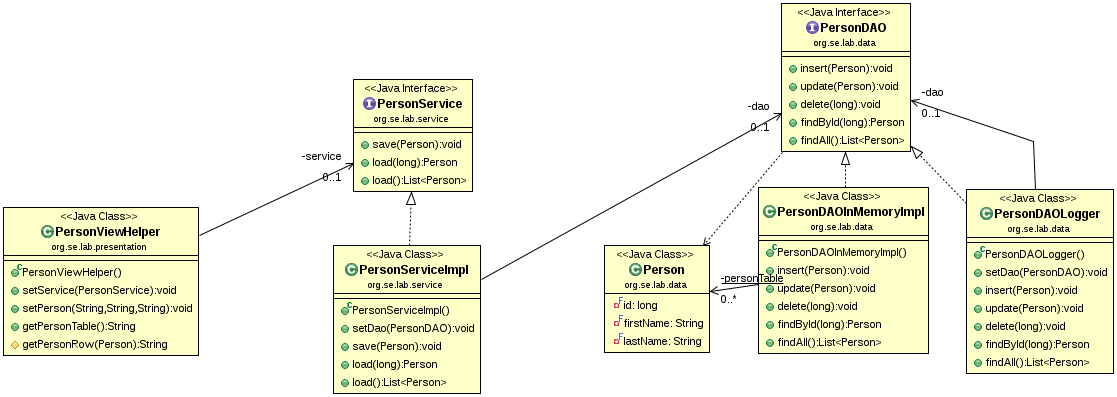 <<Java Interface>>
PersonDAO
org.se.lab.data
insert(Person):void
update(Person):void
delete(long):void
findById(long):Person
findAll():List<Person>
-dao
0..1
-dao
0..1
<<Java Interface>>
PersonService
org.se.lab.service
save(Person):void
load(long):Person
load():List<Person>
-service
0..1
<<Java Class>>
PersonViewHelper
org.se.lab.presentation
PersonViewHelper()
setService(PersonService):void
setPerson(String,String,String):void
getPersonTable():String
getPersonRow(Person):String
<<Java Class>>
PersonServiceImpl
org.se.lab.service
PersonServiceImpl()
setDao(PersonDAO):void
save(Person):void
load(long):Person
load():List<Person>
<<Java Class>>
Person
org.se.lab.data
id: long
firstName: String
lastName: String
-personTable
0..*
<<Java Class>>
PersonDAOInMemoryImpl
org.se.lab.data
PersonDAOInMemoryImpl()
insert(Person):void
update(Person):void
delete(long):void
findById(long):Person
findAll():List<Person>
<<Java Class>>
PersonDAOLogger
org.se.lab.data
PersonDAOLogger()
setDao(PersonDAO):void
insert(Person):void
update(Person):void
delete(long):void
findById(long):Person
findAll():List<Person>